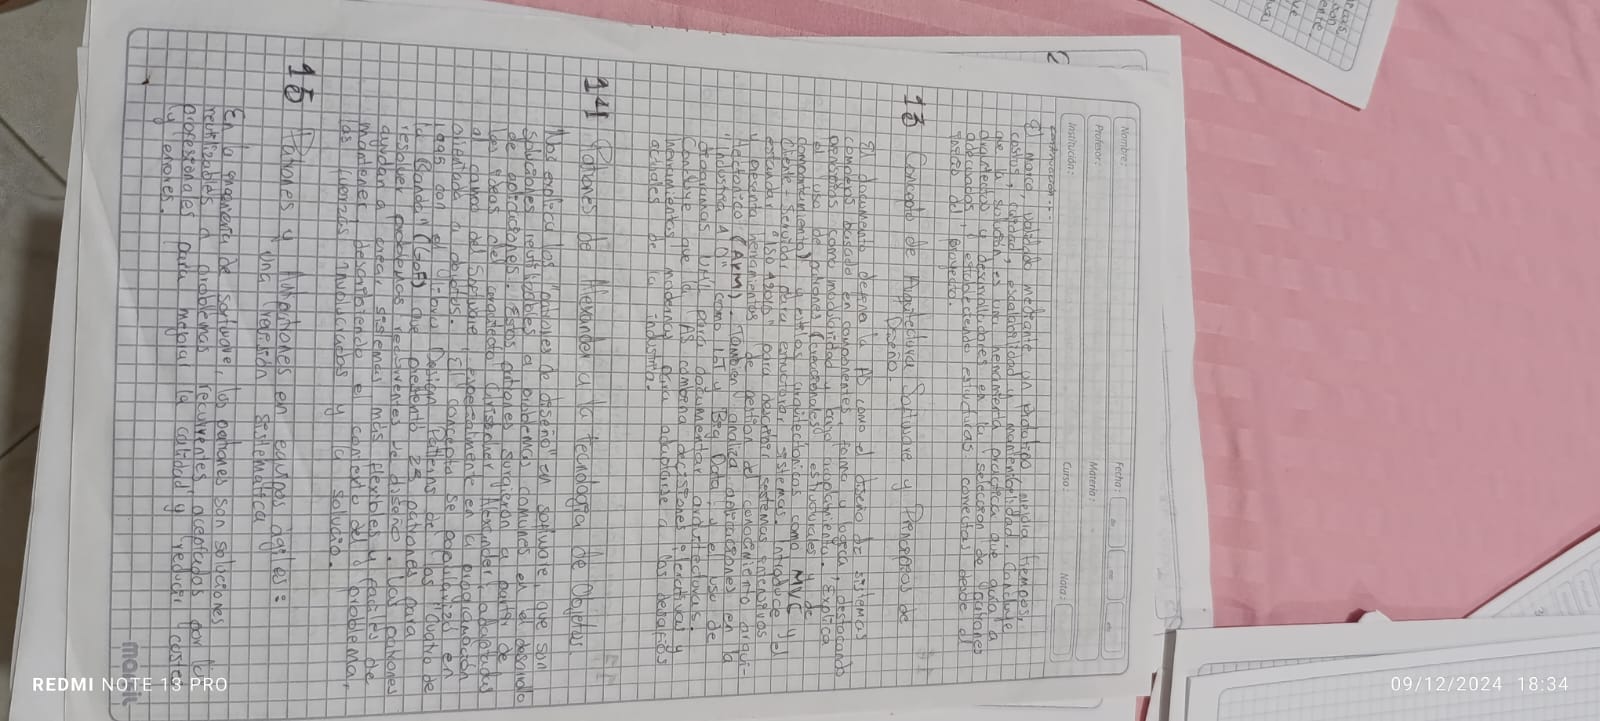 Nombre:
Fecha:
Profesor:
Materia:
Institución:
Curso:
Nota:
continuación...
El marco, validado mediante un prototipo, mejora tiempos,
costos, calidad, escalabilidad y mantenibilidad. Concluye
que la solución es una herramienta práctica que guía a
arquitectos y desarrolladores en la selección de patrones
adecuados, estableciendo estructuras correctas desde el
inicio del proyecto.
13 Concepto de Arquitectura Software y Principios de
Diseño.
El documento define la AS como el diseño de sistemas
complejos basado en componentes, forma y lógica, destacando
principios como modularidad y bajo acoplamiento. Explica
el uso de patrones (creacionales, estructurales y de
comportamiento) y estilos arquitectónicos como MVC y
cliente servidor para estructurar sistemas. Introduce el
estándar "ISO 42010" para describir sistemas
y presenta herramientas de gestión del conocimiento arqui-
tectónico (AKM). También analiza aplicaciones en la
"Industria 4.0" como IoT y Big Data, y el uso de
diagramas UML para documentar arquitecturas.
Concluye que la AS combina decisiones y
herramientas modernas para adaptarse a los desafíos
actuales de la industria.
14 Patrones de Alexander a la tecnología de Objetos.
Nos explica los "patrones de diseño" en software, que son
soluciones reutilizables a problemas comunes en el desarrollo
de aplicaciones. Estos patrones surgieron a partir de
las ideas del arquitecto Christopher Alexander, adaptadas
al campo del software, especialmente en la programación
orientada a objetos. El concepto se popularizó en
1995 con el libro Design Patterns de "Los Cuatro de
la Banda" (GoF), que presentó 23 patrones para
resolver problemas recurrentes de diseño. Los patrones
ayudan a crear sistemas más flexibles y fáciles de
mantener, describiendo el contexto del problema,
las fuerzas involucradas y la solución.
15 Patrones y Antipatrones en equipos ágiles:
una revisión sistemática
En la ingeniería de software, los patrones son soluciones
reutilizables a problemas recurrentes, aceptados por los
profesionales para mejorar la calidad y reducir costes
y errores.
REDMI NOTE 13 PRO
09/12/2024 18:34